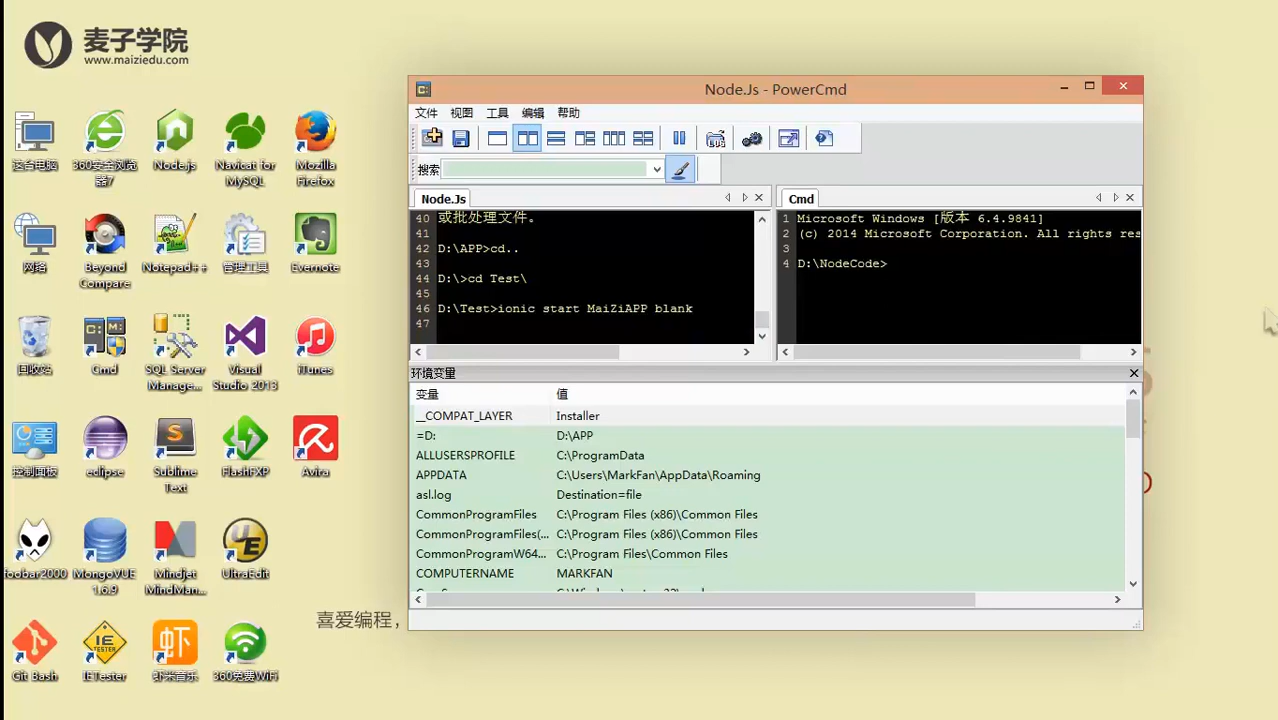 麦子学院
www.maiziedu.com
这台电脑
360安全浏览器7
Node.js
Navicat for MySQL
Mozilla Firefox
网络
Beyond Compare
Notepad++
管理工具
Evernote
回收站
Cmd
SQL Server Manage...
Visual Studio 2013
iTunes
控制面板
eclipse
Sublime Text
FlashFXP
Avira
foobar2000
MongoVUE 1.6.9
Mindjet MindMan...
UltraEdit
Git Bash
IETester
虾米音乐
360免费WiFi
喜爱编程，
Node.Js - PowerCmd
文件 视图 工具 编辑 帮助
搜索
Node.Js
40 或批处理文件。
41
42 D:\APP>cd..
43
44 D:\>cd Test\
45
46 D:\Test>ionic start MaiZiAPP blank
47
Cmd
1 Microsoft Windows [版本 6.4.9841]
2 (c) 2014 Microsoft Corporation. All rights res
3
4 D:\NodeCode>
环境变量
变量 值
__COMPAT_LAYER Installer
=D: D:\APP
ALLUSERSPROFILE C:\ProgramData
APPDATA C:\Users\MarkFan\AppData\Roaming
asl.log Destination=file
CommonProgramFiles C:\Program Files (x86)\Common Files
CommonProgramFiles(... C:\Program Files (x86)\Common Files
CommonProgramW64... C:\Program Files\Common Files
COMPUTERNAME MARKFAN